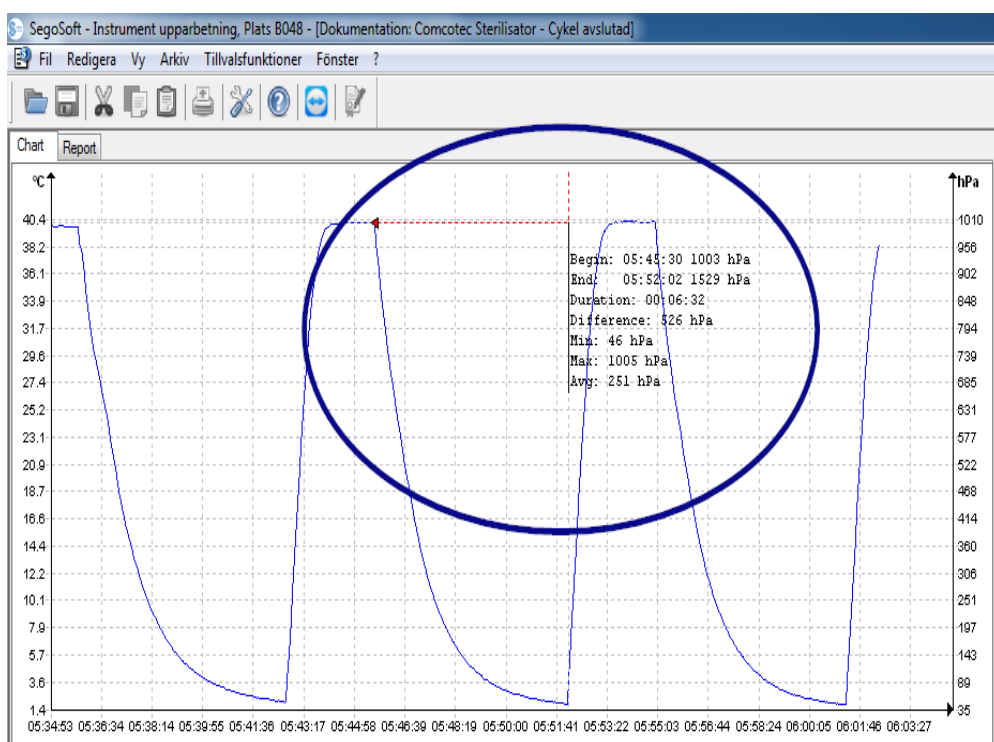 SegoSoft - Instrument upparbetning, Plats B048 - [Dokumentation: Comcotec Sterilisator - Cykel avslutad]
Fil Redigera Vy Arkiv Tillvalsfunktioner Fönster ?
Chart Report
°C hPa
40.4 1010
38.2 956
36.1 902
33.9 848
31.7 794
29.6 739
27.4 685
25.2 631
23.1 577
20.9 522
18.7 468
16.6 414
14.4 360
12.2 306
10.1 251
7.9 197
5.7 143
3.6 89
1.4 35
Begin: 05:45:30 1003 hPa
End: 05:52:02 1529 hPa
Duration: 00:06:32
Difference: 526 hPa
Min: 46 hPa
Max: 1005 hPa
Avg: 251 hPa
05:34:53 05:36:34 05:38:14 05:39:55 05:41:36 05:43:17 05:44:58 05:46:39 05:48:19 05:50:00 05:51:41 05:53:22 05:55:03 05:56:44 05:58:24 06:00:05 06:01:46 06:03:27